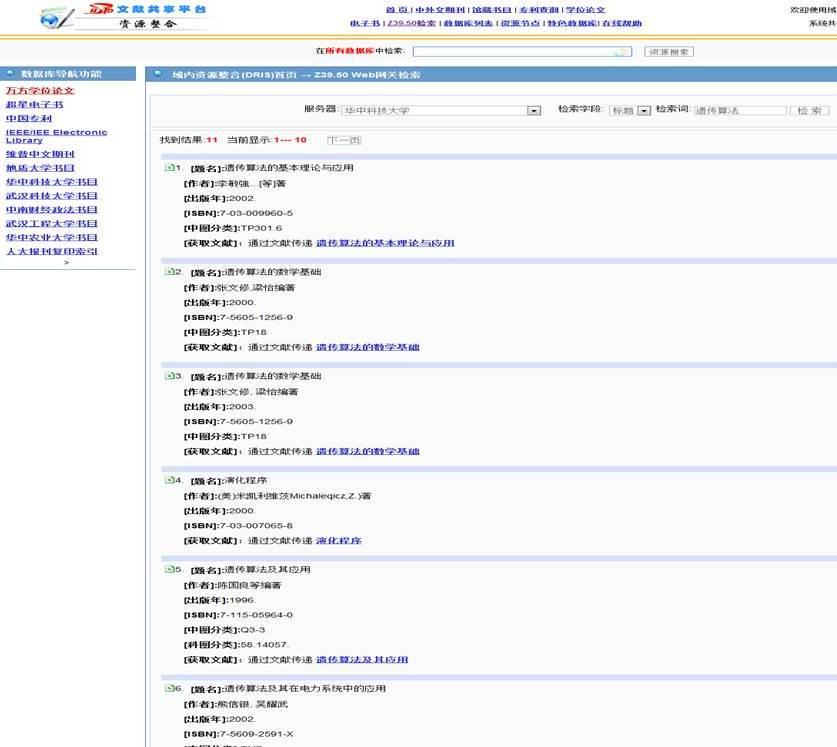 文献共享平台
资源整合
首 页 | 中外文期刊 | 馆藏书目 | 专利查询 | 学位论文
欢迎使用域
电子书 | Z39.50检索 | 数据库列表 | 资源节点 | 特色数据库 | 在线帮助
系统共
在所有数据库中检索:
资源搜索
数据库导航功能
域内资源整合(DRIS)首页 → Z39.50 Web网关检索
万方学位论文
超星电子书
中国专利
IEEE/IEE Electronic
Library
维普中文期刊
地质大学书目
华中科技大学书目
武汉科技大学书目
中南财经政法书目
武汉工程大学书目
华中农业大学书目
人大报刊复印索引
>
服务器: 华中科技大学 检索字段: 标题 检索词: 遗传算法 检 索
找到结果:11 当前显示:1--- 10 下一页
1. [题名]:遗传算法的基本理论与应用
[作者]:李敏强...[等]著
[出版年]:2002.
[ISBN]:7-03-009960-5
[中图分类]:TP301.6
[获取文献]：通过文献传递 遗传算法的基本理论与应用
2. [题名]:遗传算法的数学基础
[作者]:张文修,梁怡编著
[出版年]:2000.
[ISBN]:7-5605-1256-9
[中图分类]:TP18
[获取文献]：通过文献传递 遗传算法的数学基础
3. [题名]:遗传算法的数学基础
[作者]:张文修, 梁怡编著
[出版年]:2003.
[ISBN]:7-5605-1256-9
[中图分类]:TP18
[获取文献]：通过文献传递 遗传算法的数学基础
4. [题名]:演化程序
[作者]:(美)米凯利维茨Michaleqicz,Z.)著
[出版年]:2000.
[ISBN]:7-03-007065-8
[获取文献]：通过文献传递 演化程序
5. [题名]:遗传算法及其应用
[作者]:陈国良等编著
[出版年]:1996.
[ISBN]:7-115-05964-0
[中图分类]:Q3-3.
[科图分类]:58.14057.
[获取文献]：通过文献传递 遗传算法及其应用
6. [题名]:遗传算法及其在电力系统中的应用
[作者]:熊信银, 吴耀武
[出版年]:2002.
[ISBN]:7-5609-2591-X